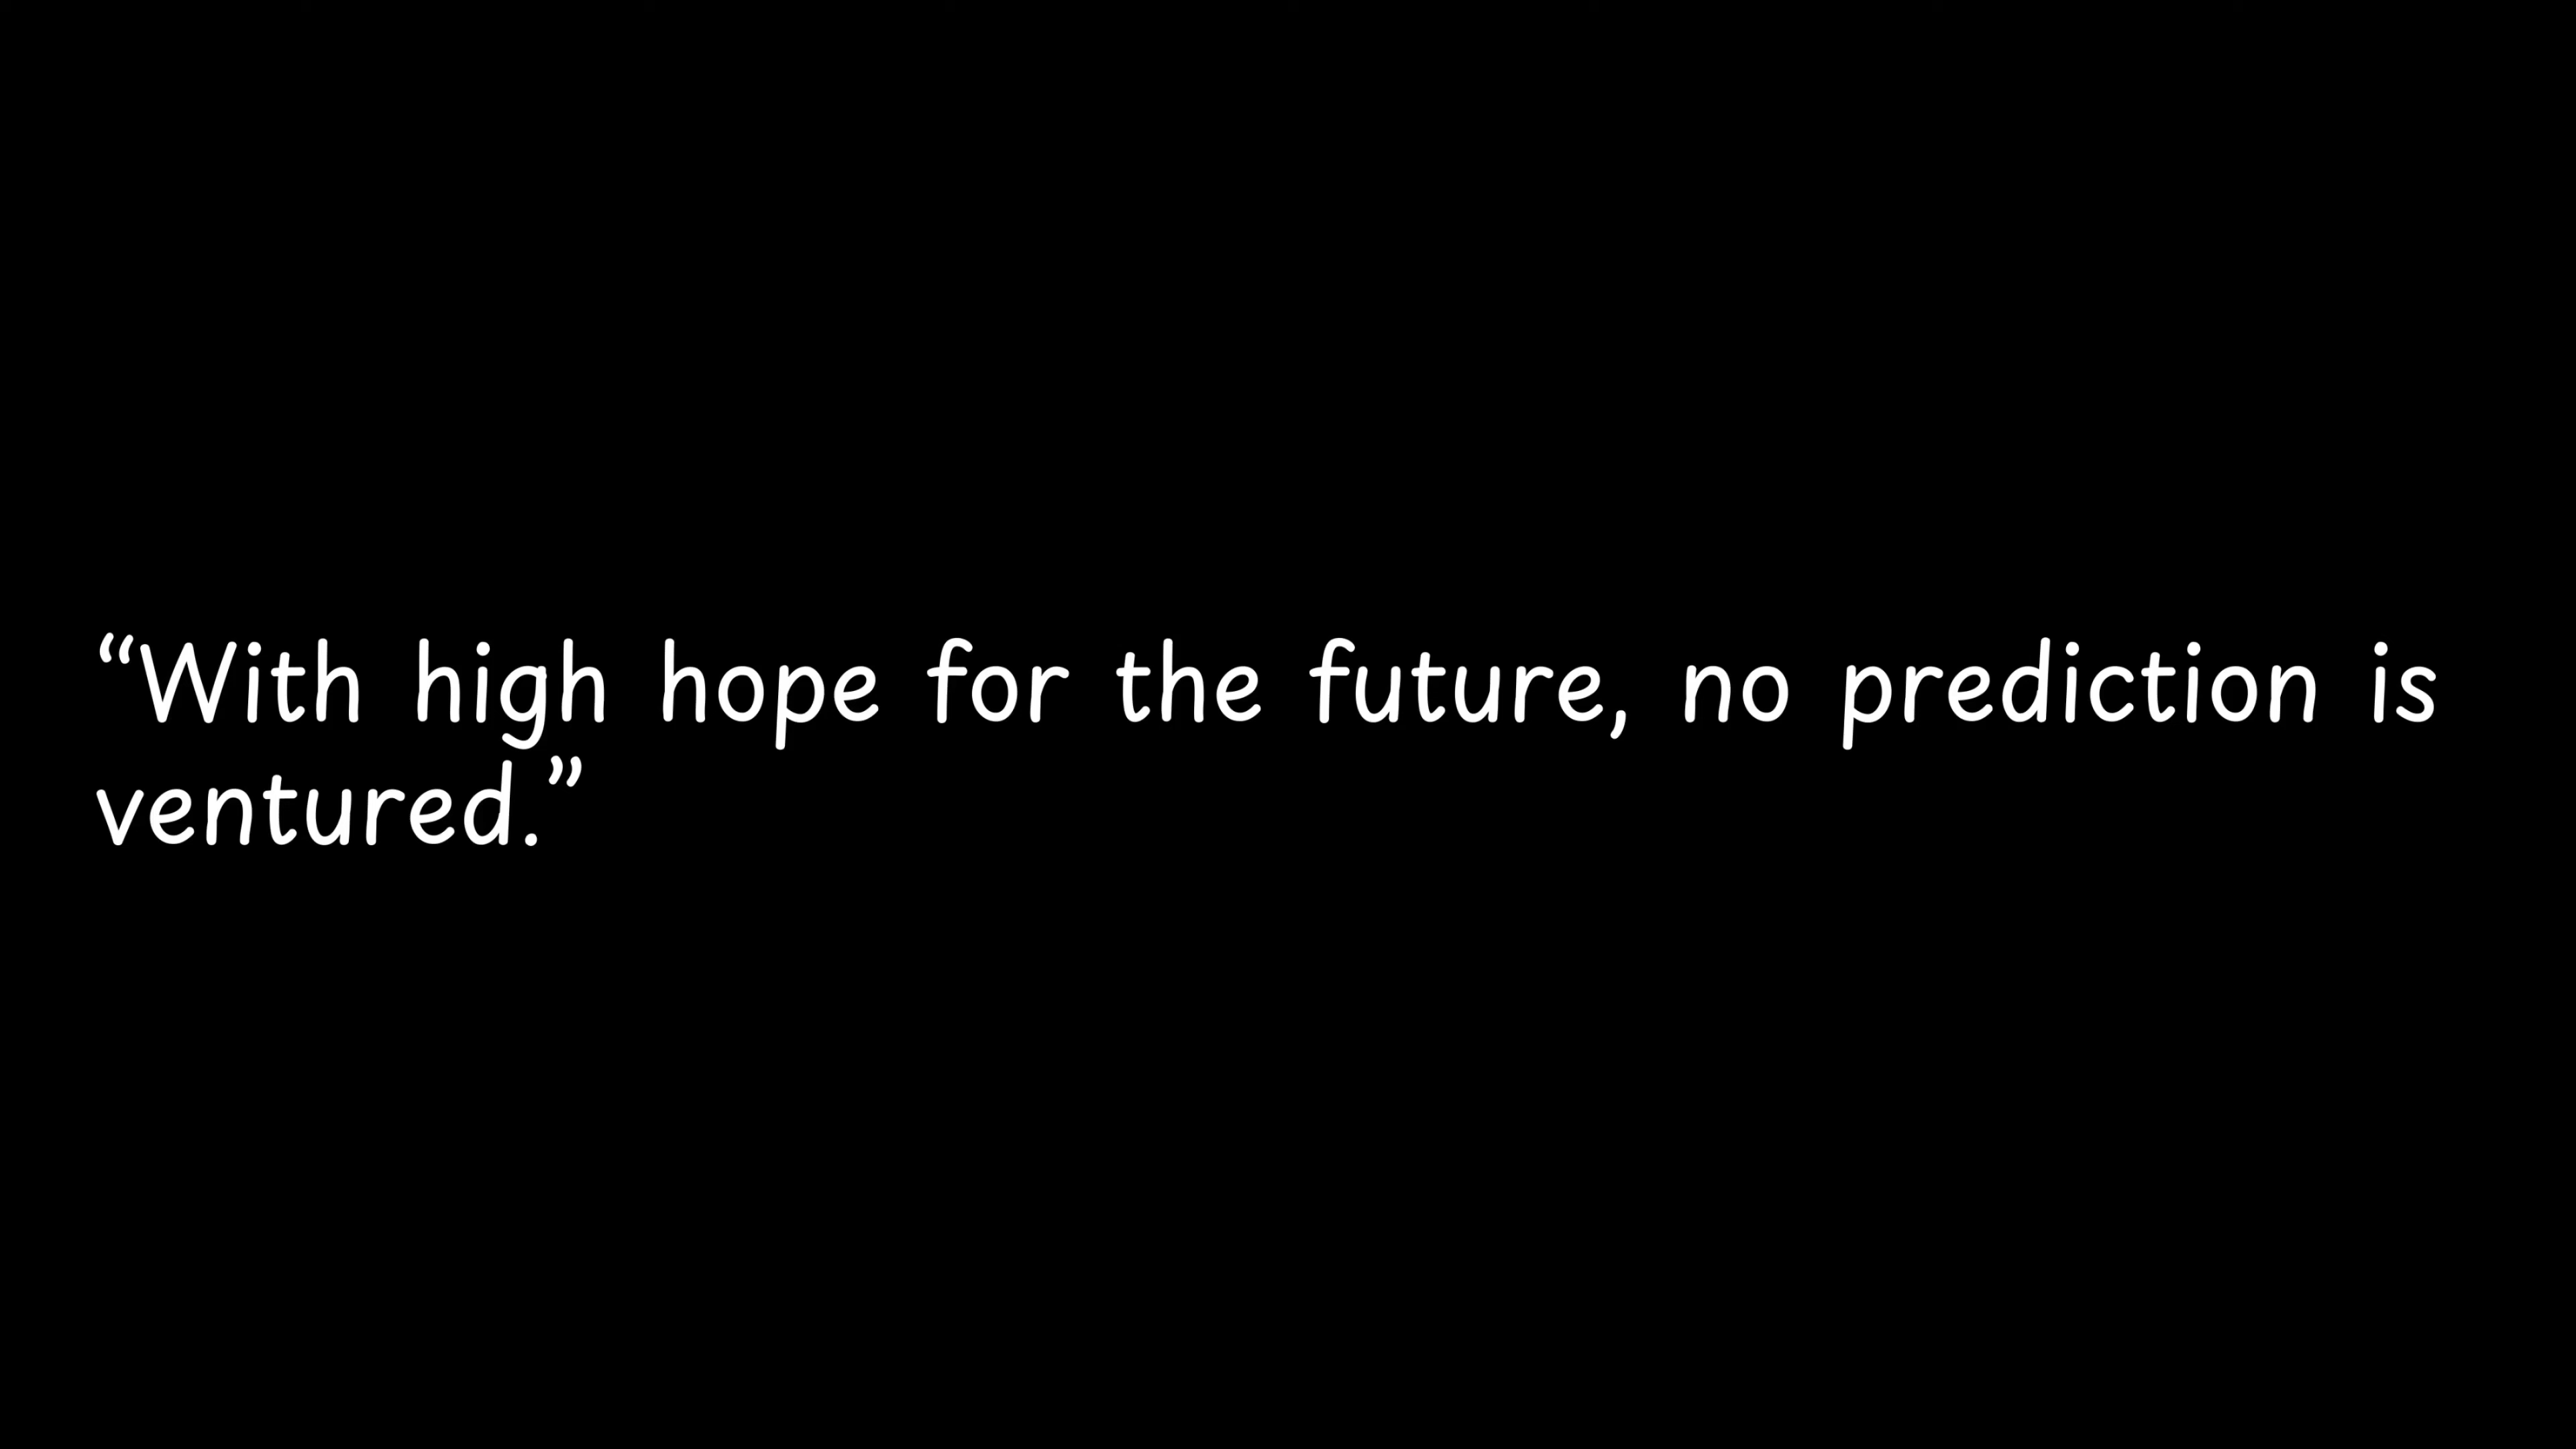 “With high hope for the future, no prediction is
ventured.”